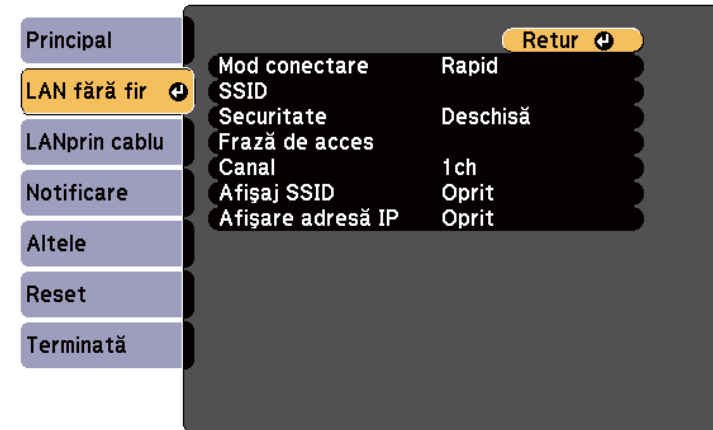 Principal
LAN fără fir
LANprin cablu
Notificare
Altele
Reset
Terminată
Retur
Mod conectare Rapid
SSID
Securitate Deschisă
Frază de acces
Canal 1ch
Afişaj SSID Oprit
Afişare adresă IP Oprit